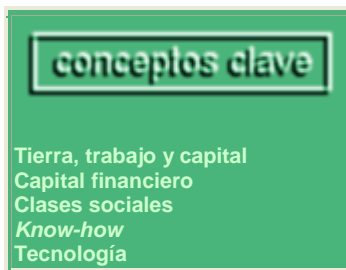 conceptos clave
Tierra, trabajo y capital
Capital financiero
Clases sociales
Know-how
Tecnología